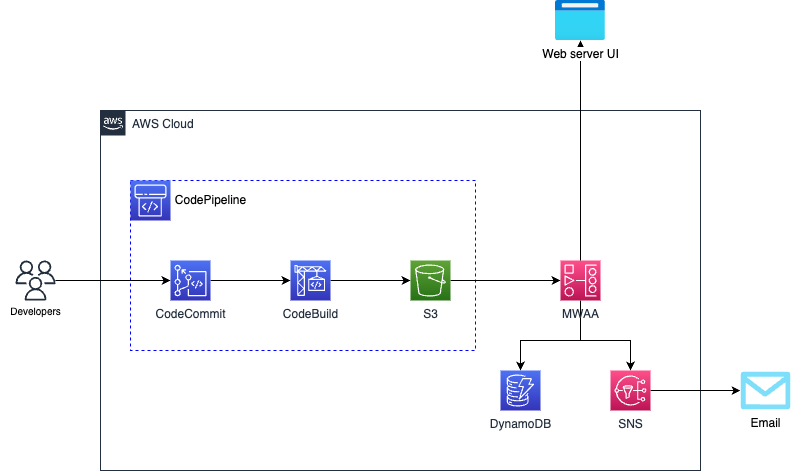 Web server UI
aws
AWS Cloud
CodePipeline
Developers
CodeCommit
CodeBuild
S3
MWAA
DynamoDB
SNS
Email